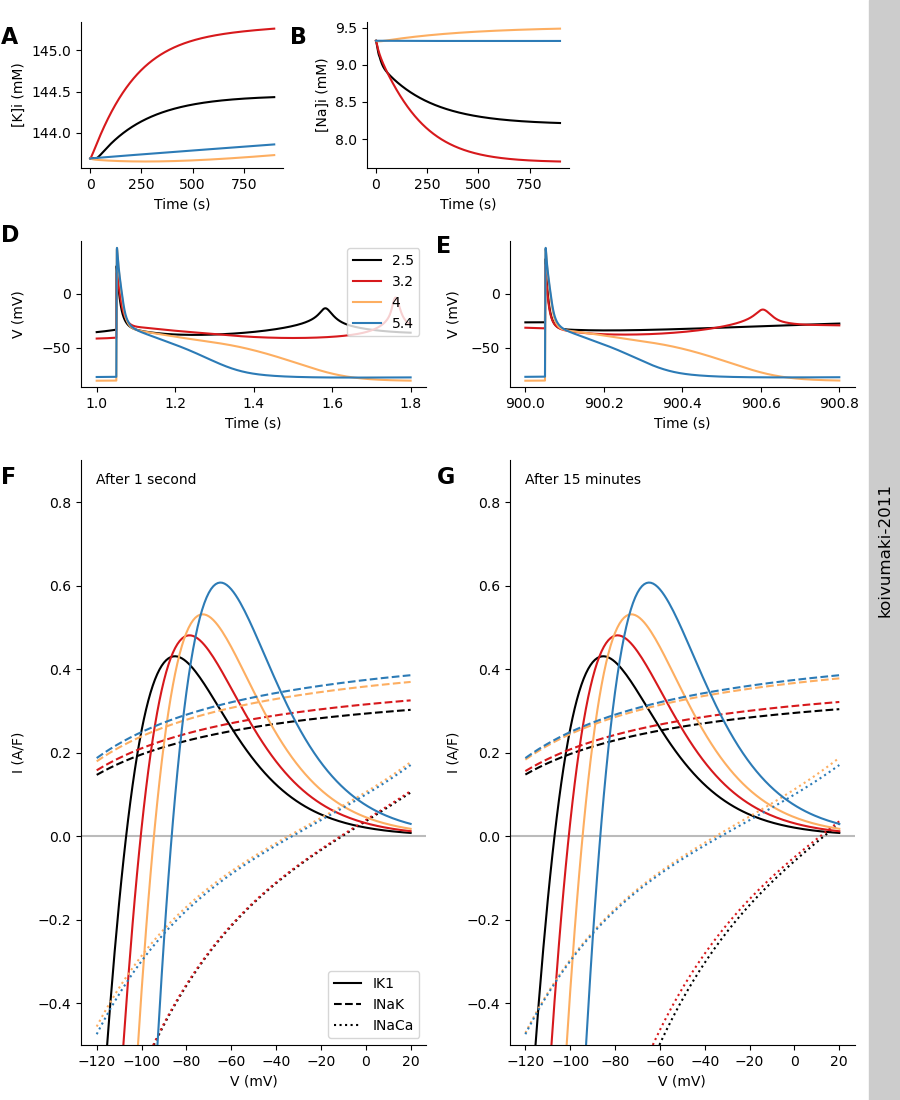 A
145.0
144.5
144.0
[K]i (mM)
0
250
500
750
Time (s)
B
9.5
9.0
8.5
8.0
[Na]i (mM)
0
250
500
750
Time (s)
D
0
−50
V (mV)
2.5
3.2
4
5.4
1.0
1.2
1.4
1.6
1.8
Time (s)
E
0
−50
V (mV)
900.0
900.2
900.4
900.6
900.8
Time (s)
F
After 1 second
0.8
0.6
0.4
0.2
0.0
−0.2
−0.4
I (A/F)
IK1
INaK
INaCa
−120
−100
−80
−60
−40
−20
0
20
V (mV)
G
After 15 minutes
0.8
0.6
0.4
0.2
0.0
−0.2
−0.4
I (A/F)
−120
−100
−80
−60
−40
−20
0
20
V (mV)
koivumaki-2011